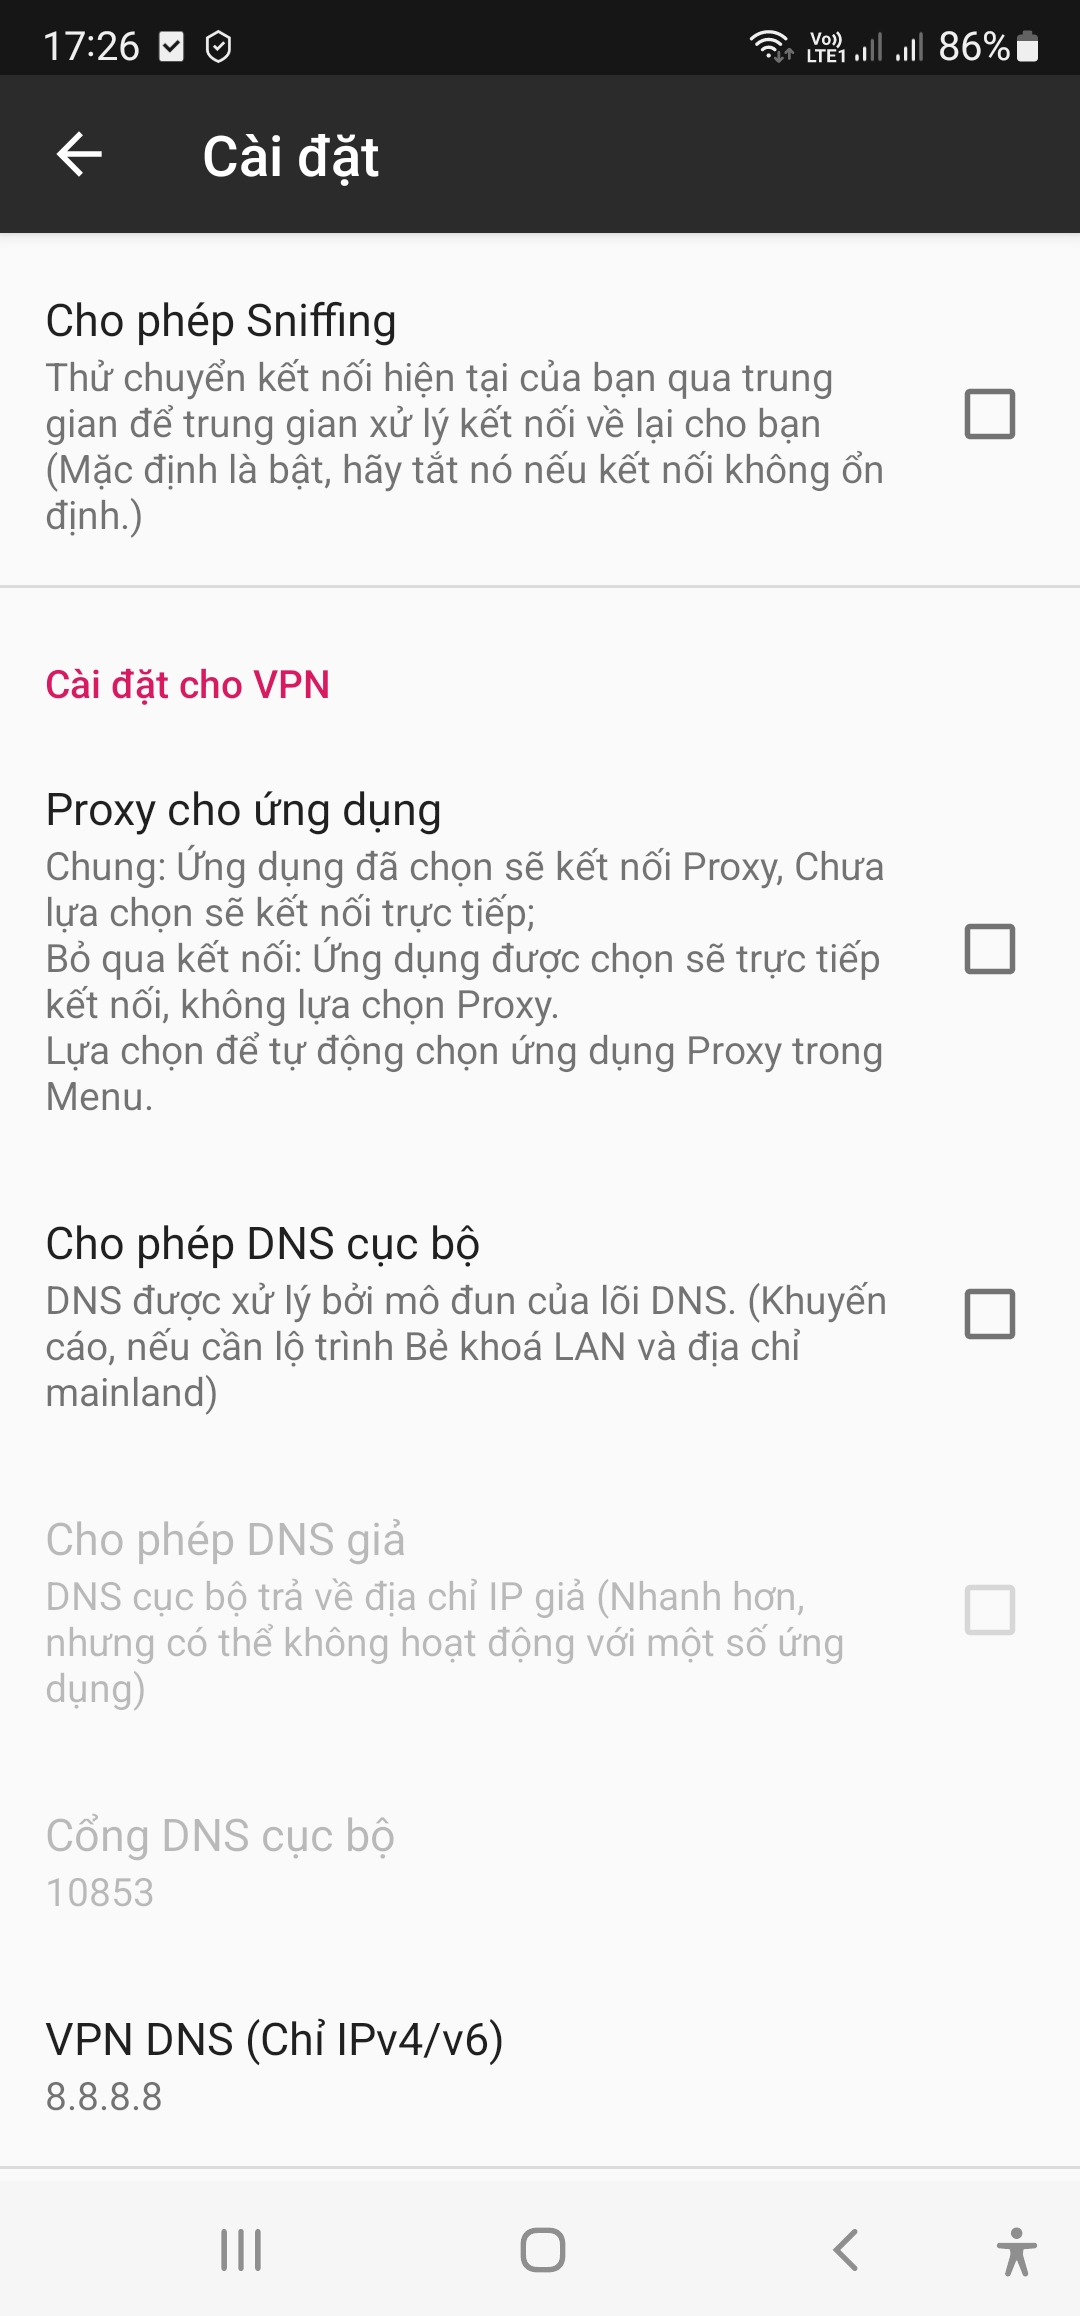 17:26
Vo)) LTE1 86%
Cài đặt
Cho phép Sniffing
Thử chuyển kết nối hiện tại của bạn qua trung
gian để trung gian xử lý kết nối về lại cho bạn
(Mặc định là bật, hãy tắt nó nếu kết nối không ổn
định.)
Cài đặt cho VPN
Proxy cho ứng dụng
Chung: Ứng dụng đã chọn sẽ kết nối Proxy, Chưa
lựa chọn sẽ kết nối trực tiếp;
Bỏ qua kết nối: Ứng dụng được chọn sẽ trực tiếp
kết nối, không lựa chọn Proxy.
Lựa chọn để tự động chọn ứng dụng Proxy trong
Menu.
Cho phép DNS cục bộ
DNS được xử lý bởi mô đun của lõi DNS. (Khuyến
cáo, nếu cần lộ trình Bẻ khoá LAN và địa chỉ
mainland)
Cho phép DNS giả
DNS cục bộ trả về địa chỉ IP giả (Nhanh hơn,
nhưng có thể không hoạt động với một số ứng
dụng)
Cổng DNS cục bộ
10853
VPN DNS (Chỉ IPv4/v6)
8.8.8.8